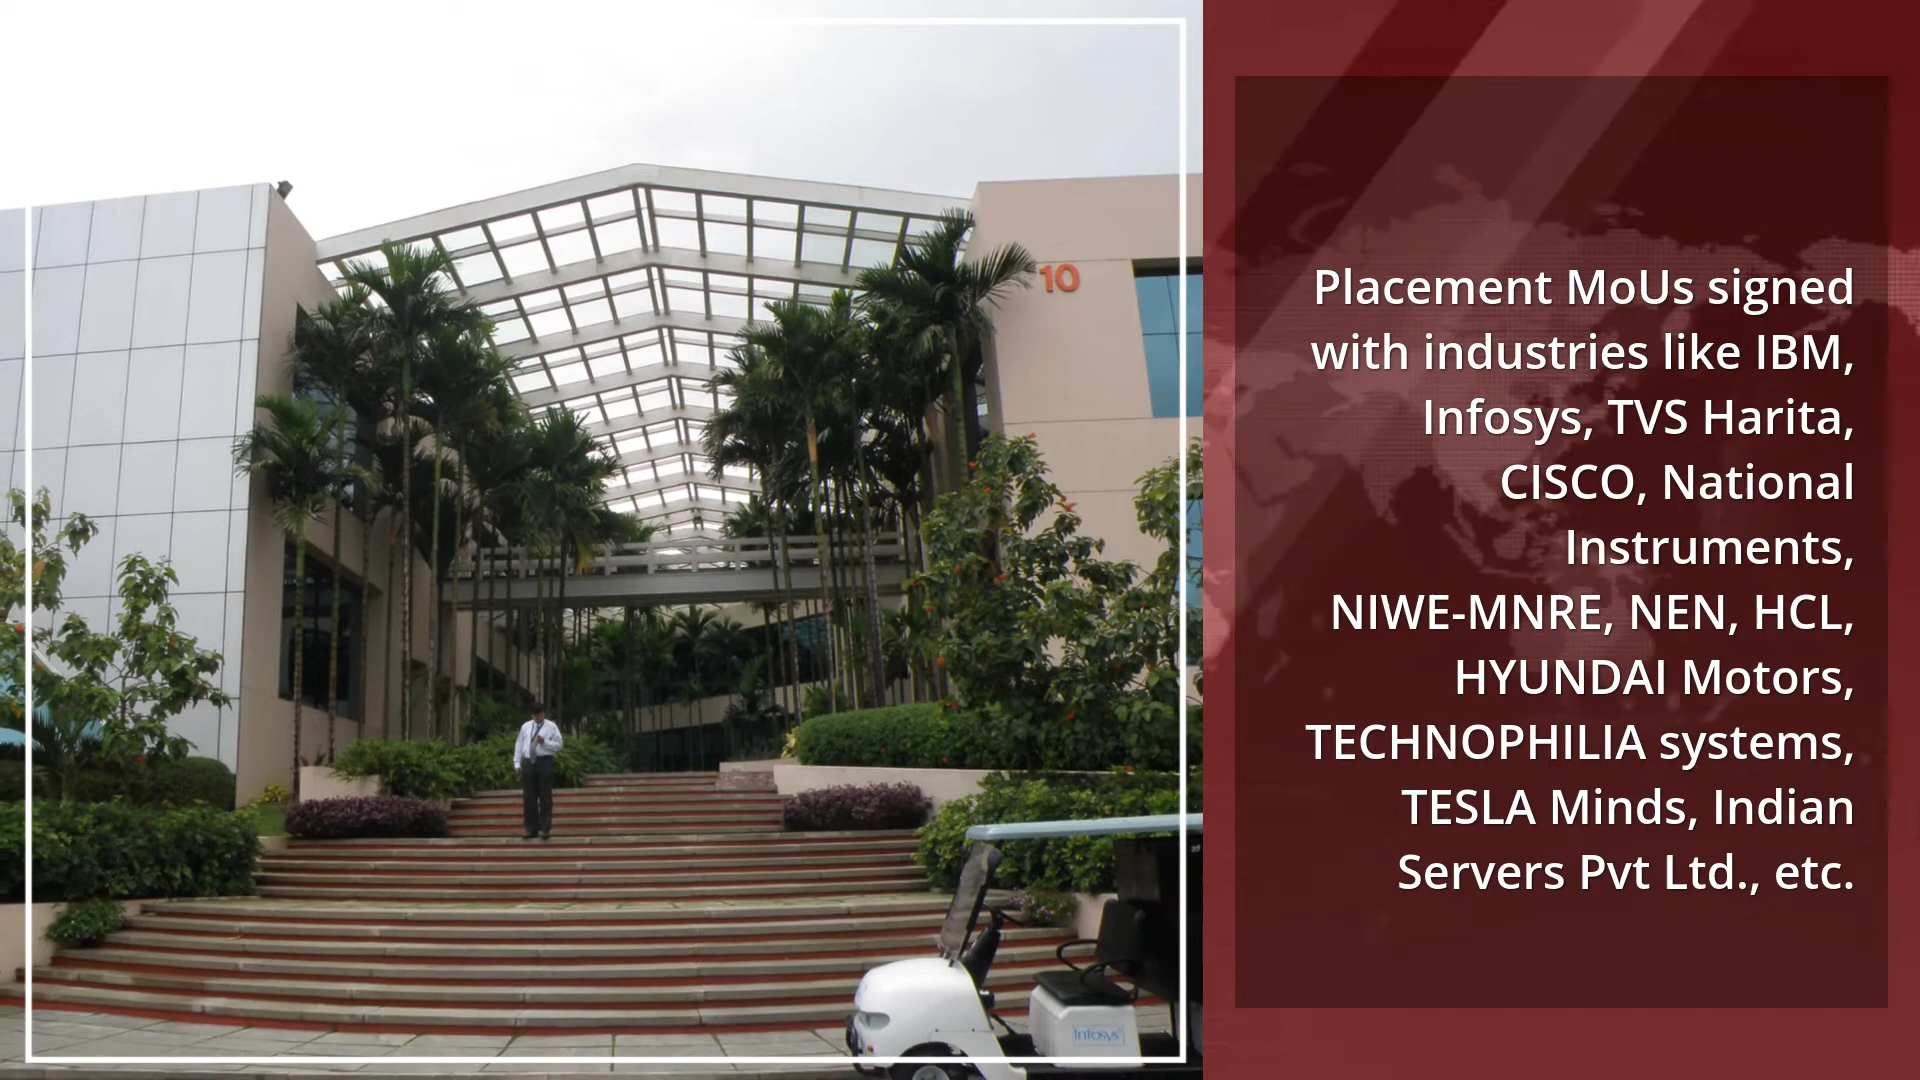 10
Infosys
Placement MoUs signed
with industries like IBM,
Infosys, TVS Harita,
CISCO, National
Instruments,
NIWE-MNRE, NEN, HCL,
HYUNDAI Motors,
TECHNOPHILIA systems,
TESLA Minds, Indian
Servers Pvt Ltd., etc.